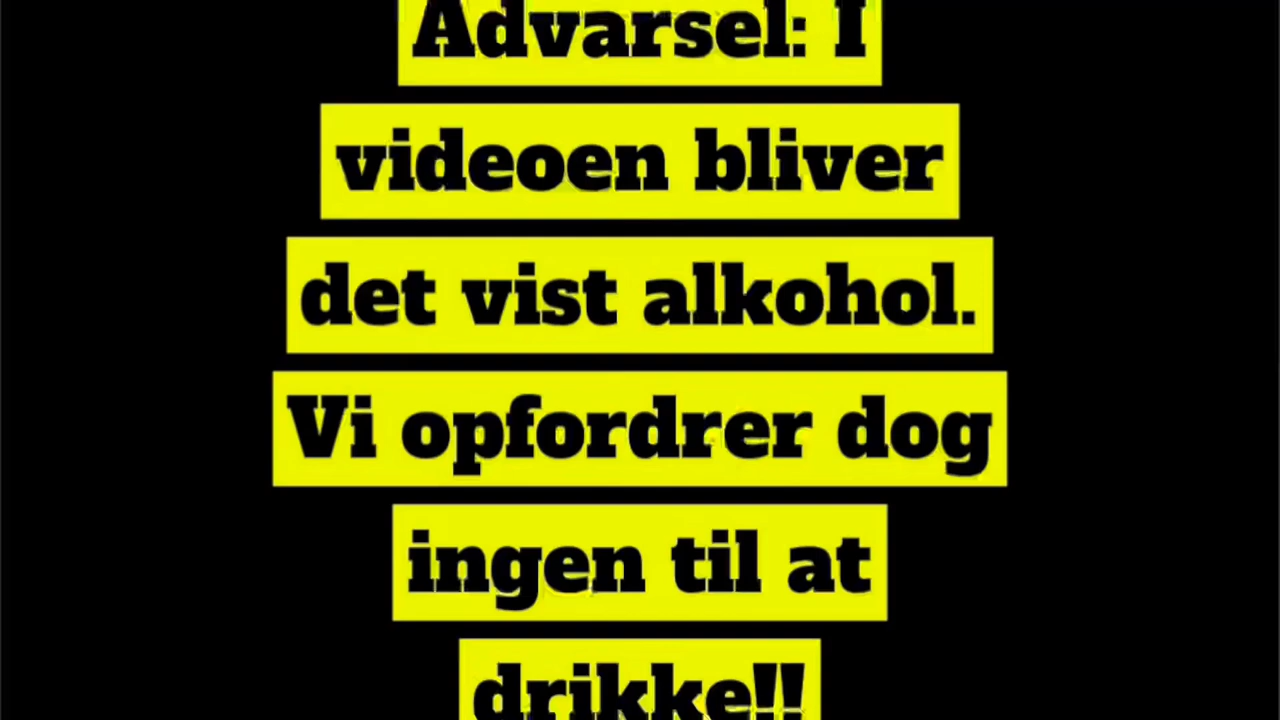 Advarsel: I
videoen bliver
det vist alkohol.
Vi opfordrer dog
ingen til at
drikke!!